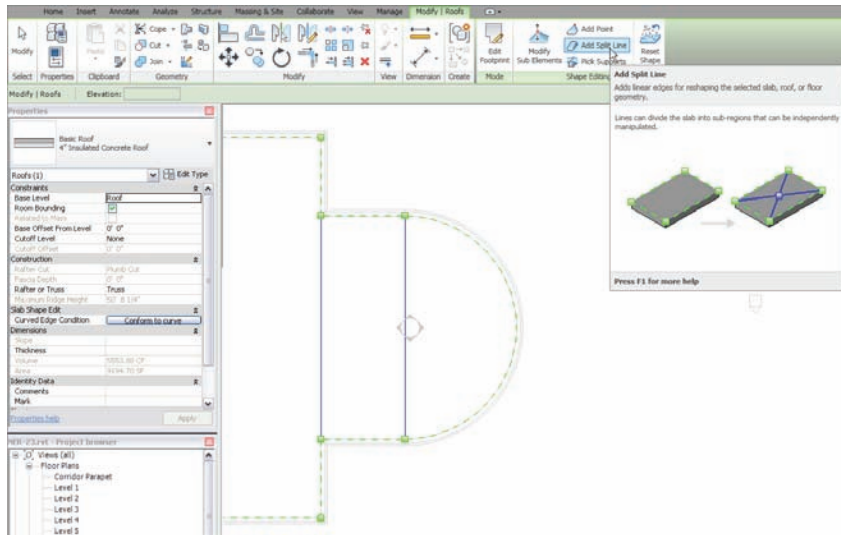 Home Insert Annotate Analyze Structure Massing & Site Collaborate View Manage Modify | Roofs
Modify
Paste
Cope
Cut
Join
Edit Footprint
Modify Sub Elements
Add Point
Add Split Line
Pick Supports
Reset Shape
Select Properties Clipboard Geometry Modify View Dimension Create Mode Shape Editing
Modify | Roofs Elevation:
Add Split Line
Adds linear edges for reshaping the selected slab, roof, or floor
geometry.
Lines can divide the slab into sub-regions that can be independently
manipulated.
Press F1 for more help
Properties
Basic Roof
4" Insulated Concrete Roof
Roofs (1) Edit Type
Constraints
Base Level Roof
Room Bounding
Related to Mass
Base Offset From Level 0' 0"
Cutoff Level None
Cutoff Offset 0' 0"
Construction
Rafter Cut Plumb Cut
Fascia Depth 0' 0"
Rafter or Truss Truss
Maximum Ridge Height
Slab Shape Edit
Curved Edge Condition Conform to curve
Dimensions
Slope
Thickness
Volume
Area
Identity Data
Comments
Mark
Properties help Apply
Project browser
Views (all)
Floor Plans
Corridor Parapet
Level 1
Level 2
Level 3
Level 4
Level 5